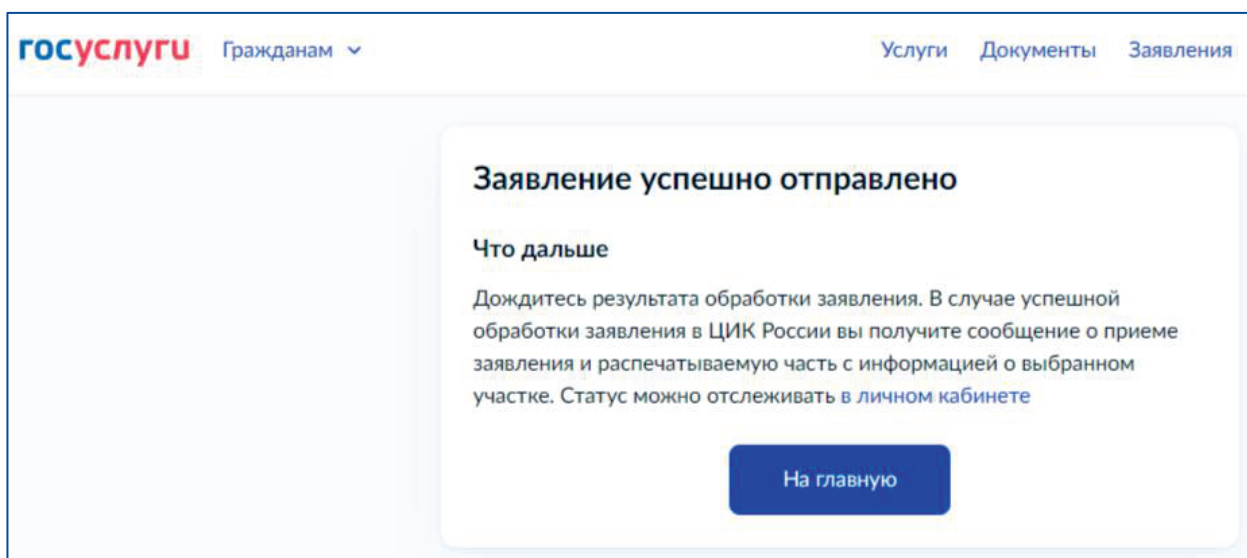 госуслуги Гражданам Услуги Документы Заявления
Заявление успешно отправлено
Что дальше
Дождитесь результата обработки заявления. В случае успешной
обработки заявления в ЦИК России вы получите сообщение о приеме
заявления и распечатываемую часть с информацией о выбранном
участке. Статус можно отслеживать в личном кабинете
На главную